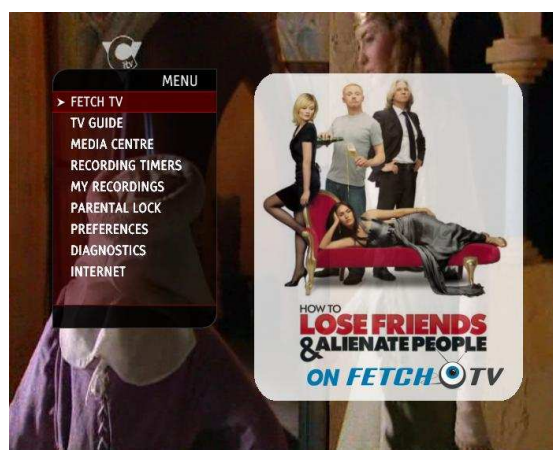 itv
MENU
FETCH TV
TV GUIDE
MEDIA CENTRE
RECORDING TIMERS
MY RECORDINGS
PARENTAL LOCK
PREFERENCES
DIAGNOSTICS
INTERNET
HOW TO
LOSE FRIENDS
& ALIENATE PEOPLE
ON FETCH TV